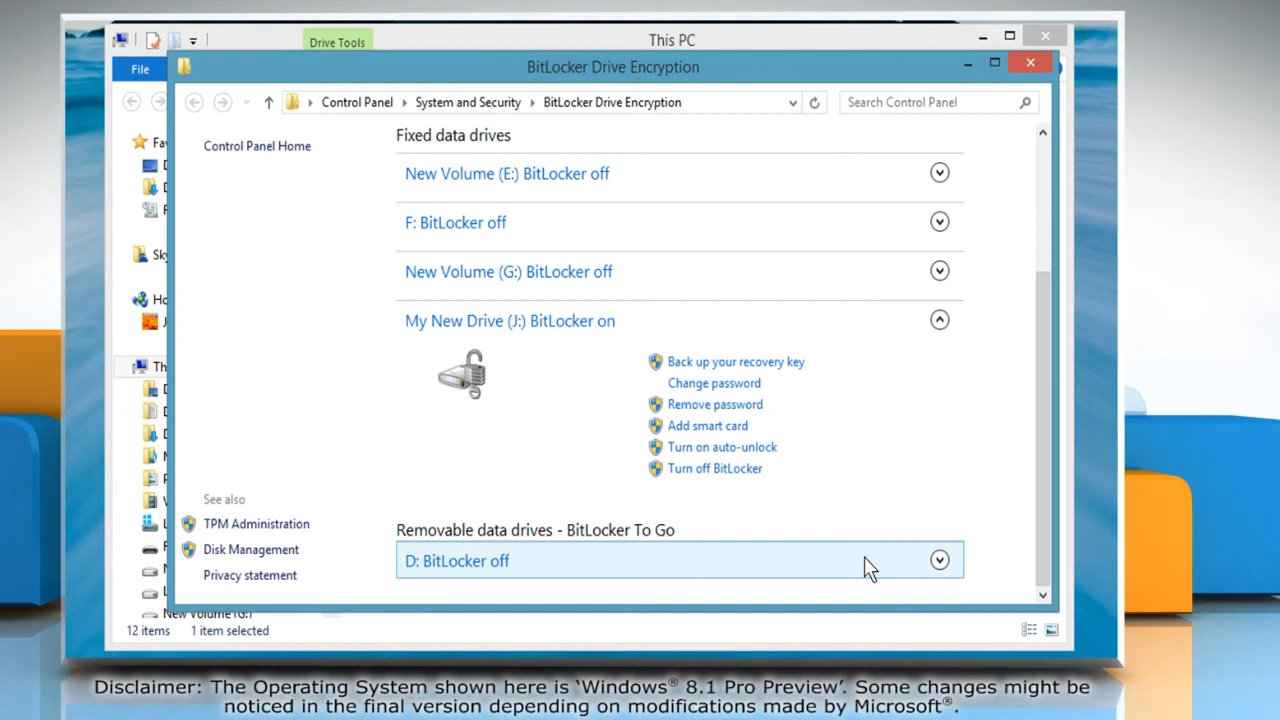 Drive Tools
This PC
File
BitLocker Drive Encryption
Control Panel
System and Security
BitLocker Drive Encryption
Search Control Panel
Control Panel Home
Fixed data drives
New Volume (E:) BitLocker off
F: BitLocker off
New Volume (G:) BitLocker off
My New Drive (J:) BitLocker on
Back up your recovery key
Change password
Remove password
Add smart card
Turn on auto-unlock
Turn off BitLocker
See also
TPM Administration
Disk Management
Privacy statement
Removable data drives - BitLocker To Go
D: BitLocker off
New Volume (G:)
12 items
1 item selected
Disclaimer: The Operating System shown here is ‘Windows® 8.1 Pro Preview’. Some changes might be
noticed in the final version depending on modifications made by Microsoft®.